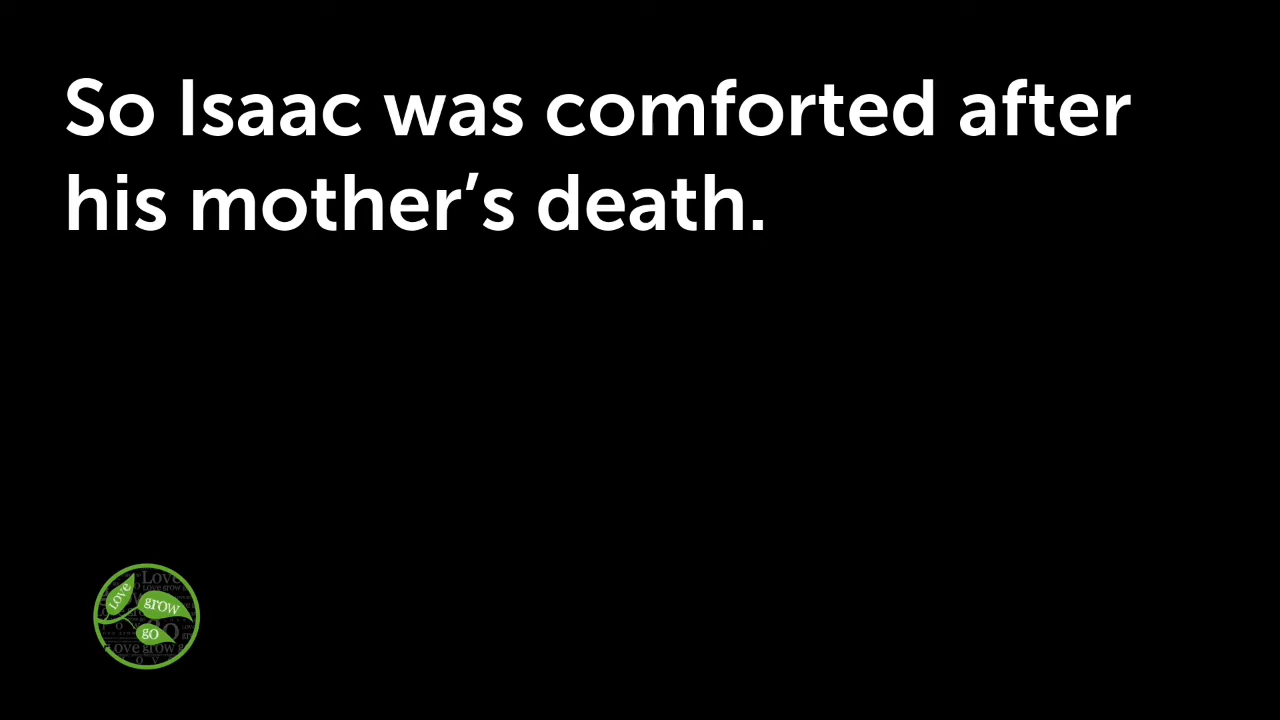 So Isaac was comforted after
his mother’s death.
Love
grow
go